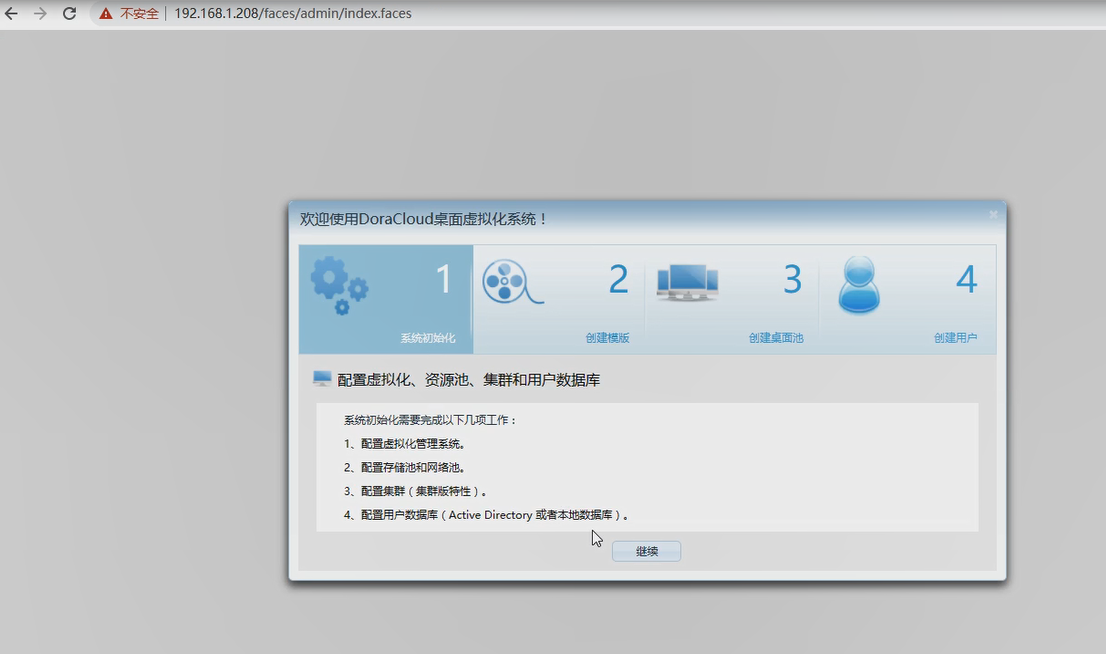 不安全 192.168.1.208/faces/admin/index.faces
欢迎使用DoraCloud桌面虚拟化系统！
1 2 3 4
系统初始化 创建模版 创建桌面池 创建用户
配置虚拟化、资源池、集群和用户数据库
系统初始化需要完成以下几项工作：
1、配置虚拟化管理系统。
2、配置存储池和网络池。
3、配置集群（集群版特性）。
4、配置用户数据库（Active Directory 或者本地数据库）。
继续